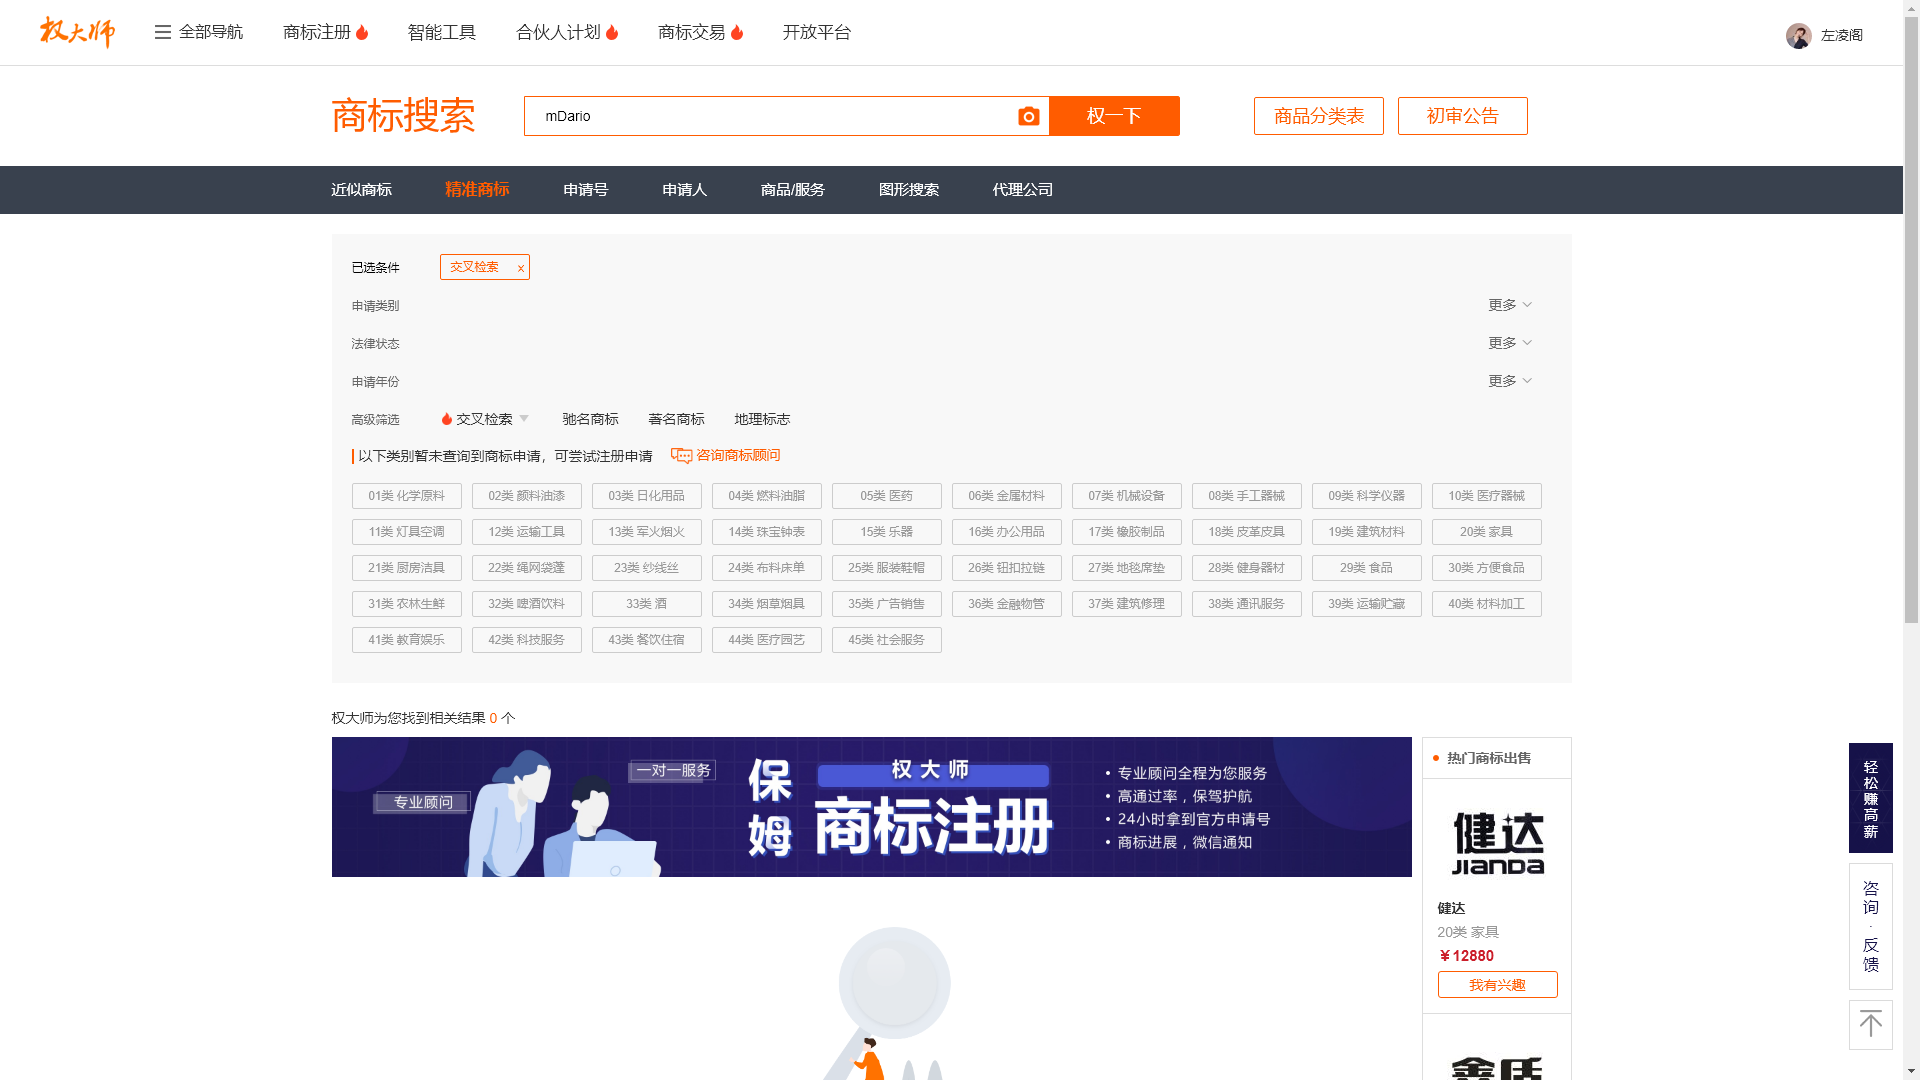 权大师
全部导航
商标注册
智能工具
合伙人计划
商标交易
开放平台
左凌阁
商标搜索
mDario
权一下
商品分类表
初审公告
近似商标
精准商标
申请号
申请人
商品/服务
图形搜索
代理公司
已选条件
交叉检索 x
申请类别
更多
法律状态
更多
申请年份
更多
高级筛选
交叉检索
驰名商标
著名商标
地理标志
以下类别暂未查询到商标申请，可尝试注册申请
咨询商标顾问
01类 化学原料
02类 颜料油漆
03类 日化用品
04类 燃料油脂
05类 医药
06类 金属材料
07类 机械设备
08类 手工器械
09类 科学仪器
10类 医疗器械
11类 灯具空调
12类 运输工具
13类 军火烟火
14类 珠宝钟表
15类 乐器
16类 办公用品
17类 橡胶制品
18类 皮革皮具
19类 建筑材料
20类 家具
21类 厨房洁具
22类 绳网袋蓬
23类 纱线丝
24类 布料床单
25类 服装鞋帽
26类 钮扣拉链
27类 地毯席垫
28类 健身器材
29类 食品
30类 方便食品
31类 农林生鲜
32类 啤酒饮料
33类 酒
34类 烟草烟具
35类 广告销售
36类 金融物管
37类 建筑修理
38类 通讯服务
39类 运输贮藏
40类 材料加工
41类 教育娱乐
42类 科技服务
43类 餐饮住宿
44类 医疗园艺
45类 社会服务
权大师为您找到相关结果 0 个
专业顾问
一对一服务
保姆
权大师
商标注册
• 专业顾问全程为您服务
• 高通过率，保驾护航
• 24小时拿到官方申请号
• 商标进展，微信通知
热门商标出售
健达
JIANDA
健达
20类 家具
￥12880
我有兴趣
轻松赚高薪
咨询·反馈